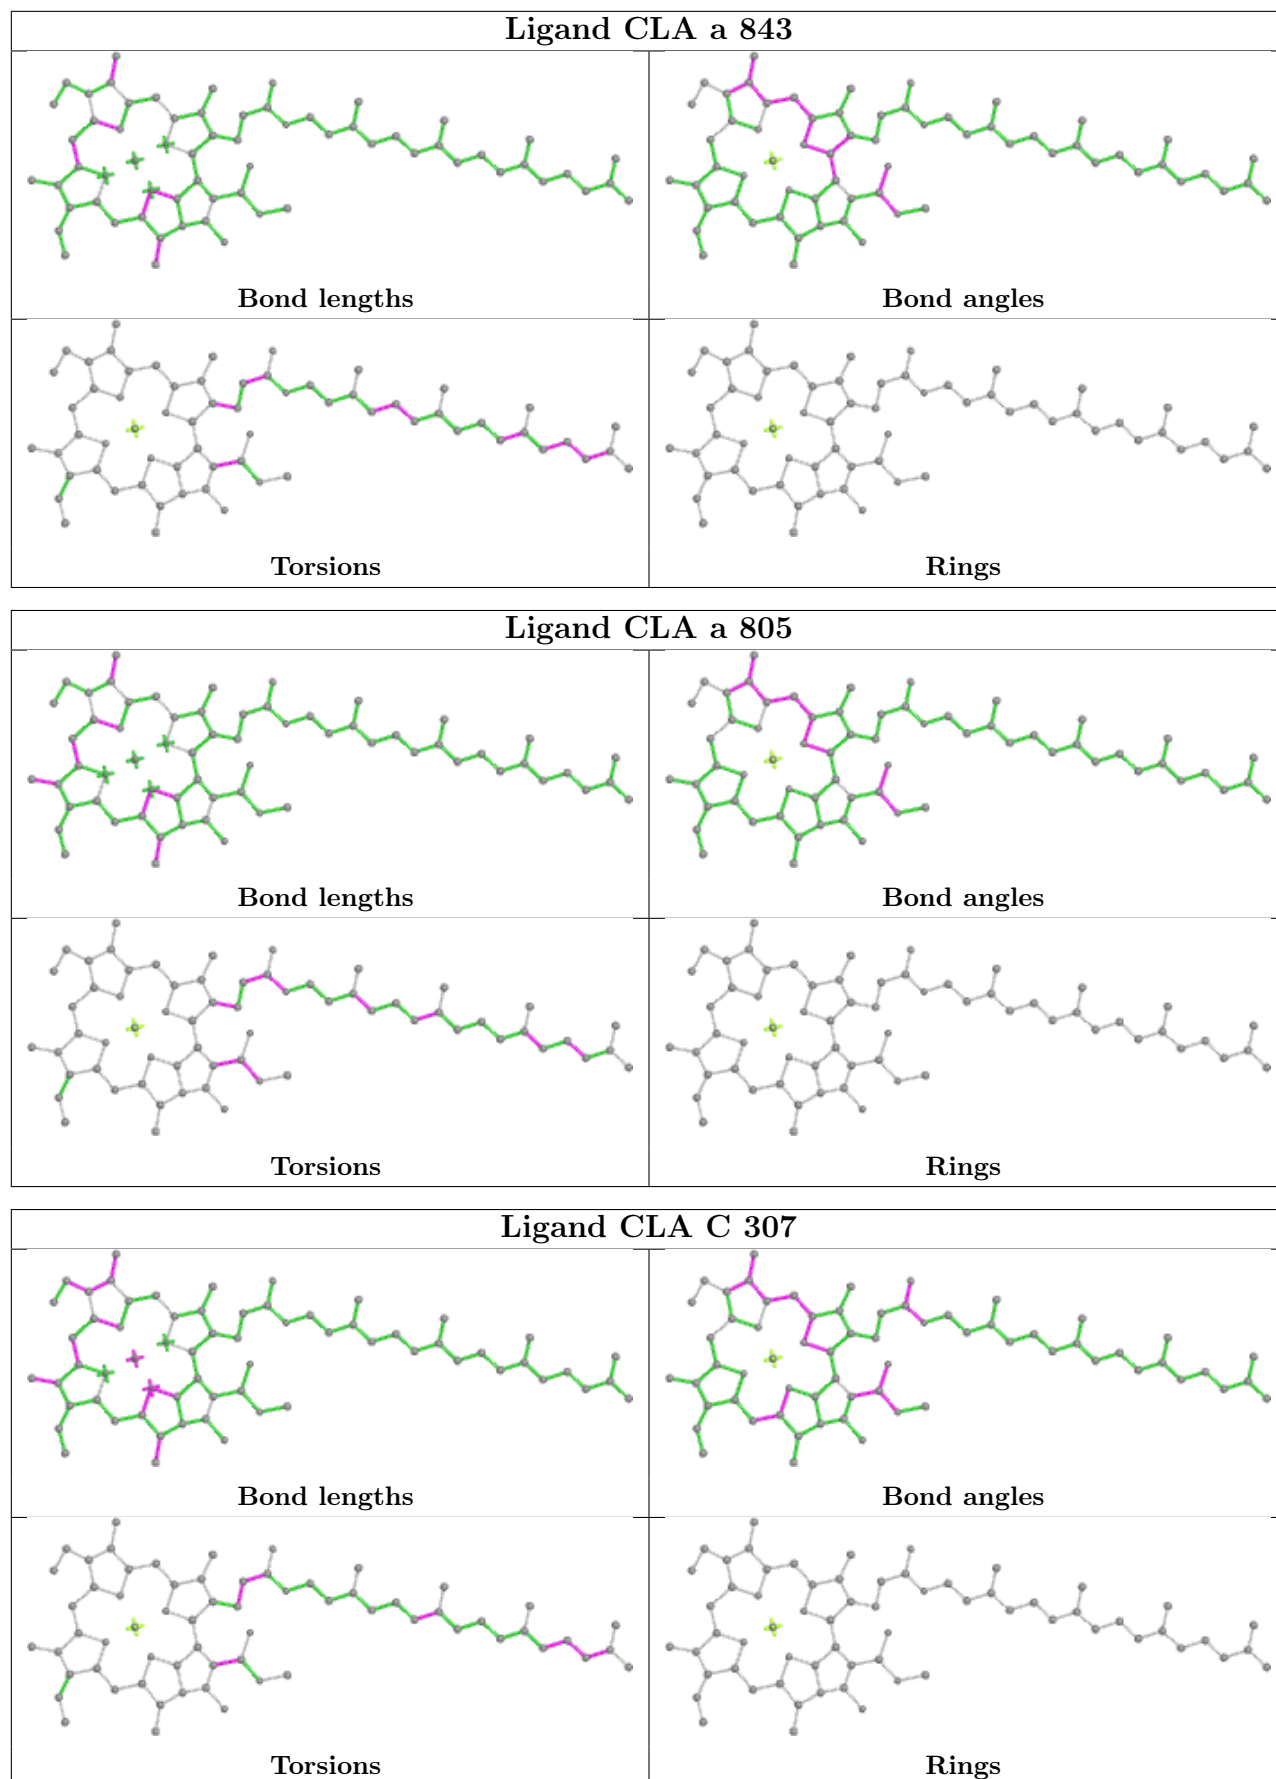 Ligand CLA a 843
Bond lengths
Bond angles
Torsions
Rings
Ligand CLA a 805
Bond lengths
Bond angles
Torsions
Rings
Ligand CLA C 307
Bond lengths
Bond angles
Torsions
Rings